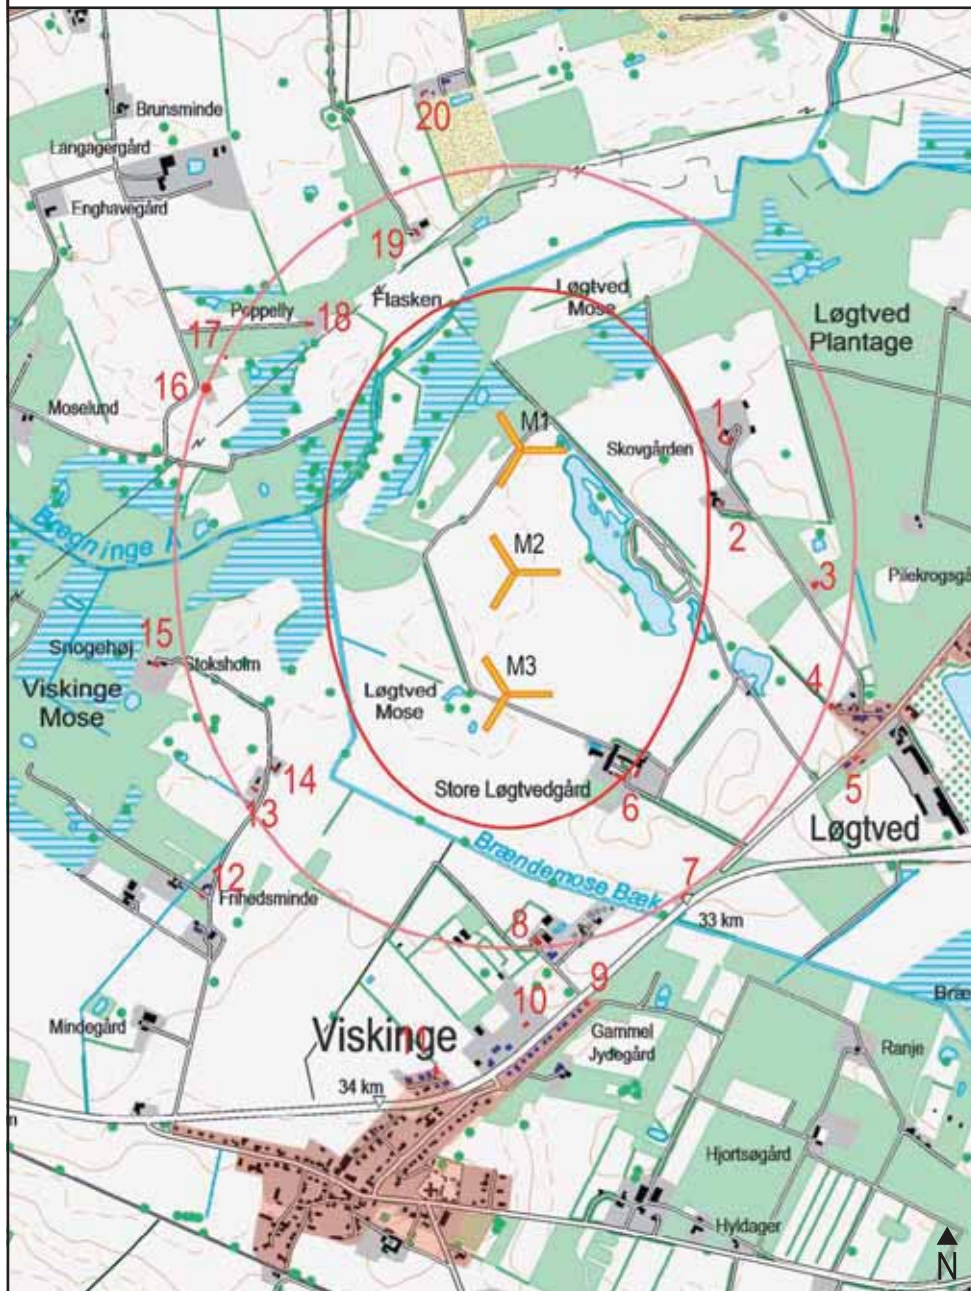 Brunsminde
20
Langagergård
Enghavegård
19
Løgtved
Mose
Flasken
Poppelly
18
17
Løgtved
Plantage
16
Moselund
M1
1
Skovgården
2
M2
Bregninge
3
Pilekrogsgå
15
Snogehøj
Stoksholm
Viskinge
Mose
M3
4
Løgtved
Mose
14
Store Løgtvedgård
6
5
13
Løgtved
Brændemose Bæk
7
12
Frihedsminde
33 km
8
9
10
Bræ
Mindegård
Viskinge
11
Gammel
Jydegård
Ranje
34 km
Hjortsøgård
Hyldager
N